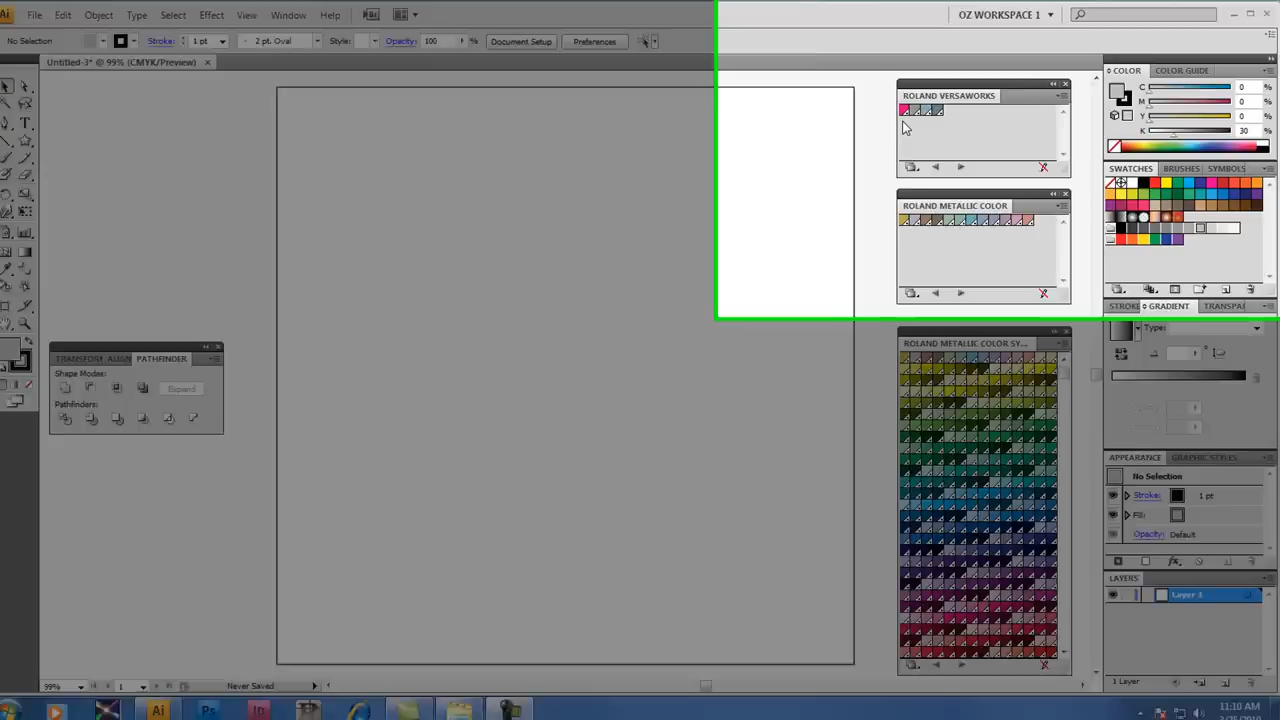 Ai File Edit Object Type Select Effect View Window Help OZ WORKSPACE 1
No Selection Stroke: 1 pt 2 pt. Oval Style: Opacity: 100 % Document Setup Preferences
Untitled-3* @ 99% (CMYK/Preview) ×
COLOR COLOR GUIDE
C 0 %
M 0 %
Y 0 %
K 30 %
ROLAND VERSAWORKS
SWATCHES BRUSHES SYMBOLS
ROLAND METALLIC COLOR
STROKE GRADIENT TRANSPA
Type:
ROLAND METALLIC COLOR SY...
TRANSFORM ALIGN PATHFINDER
Shape Modes:
Expand
Pathfinders:
APPEARANCE GRAPHIC STYLES
No Selection
Stroke: 1 pt
Fill:
Opacity: Default
LAYERS
Layer 1
1 Layer
99% 1 Never Saved
Ai Ps In
11:10 AM